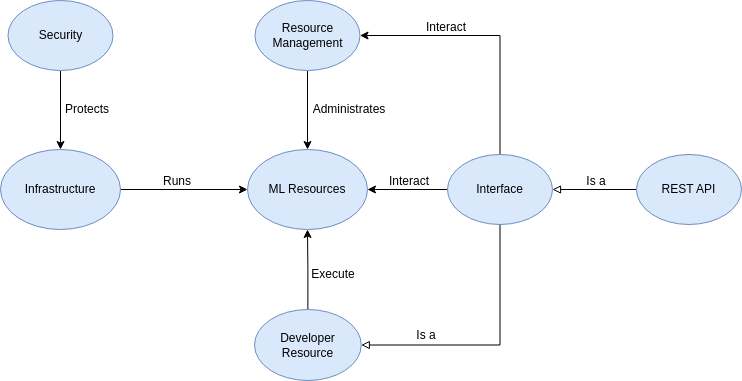 Security
Resource
Management
Interact
Protects
Administrates
Infrastructure
Runs
ML Resources
Interact
Interface
Is a
REST API
Execute
Developer
Resource
Is a